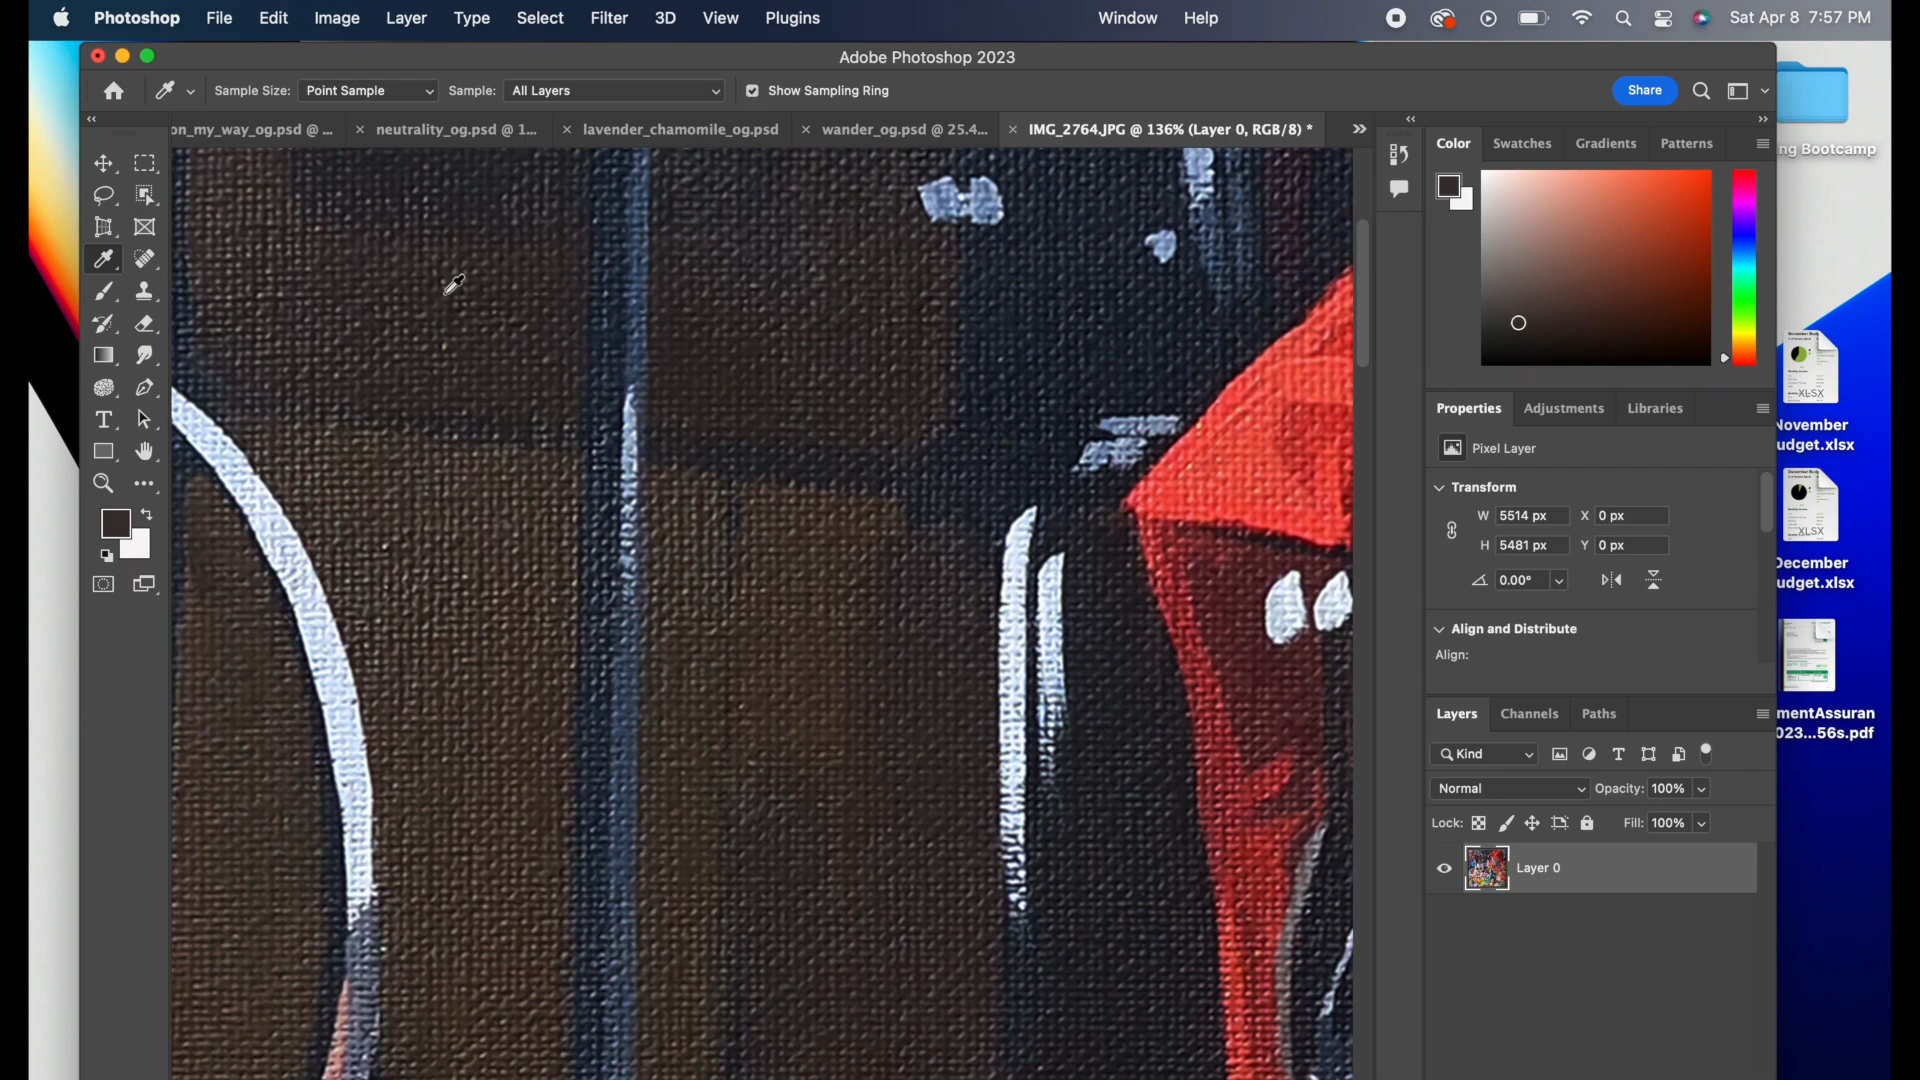 Photoshop File Edit Image Layer Type Select Filter 3D View Plugins Window Help Sat Apr 8 7:57 PM
Adobe Photoshop 2023
Sample Size: Point Sample Sample: All Layers Show Sampling Ring Share
on_my_way_og.psd @ ... neutrality_og.psd @ 1... lavender_chamomile_og.psd wander_og.psd @ 25.4... IMG_2764.JPG @ 136% (Layer 0, RGB/8) *
Color Swatches Gradients Patterns
ng Bootcamp
XLSX
November
udget.xlsx
Properties Adjustments Libraries
Pixel Layer
Transform
W 5514 px X 0 px
H 5481 px Y 0 px
0.00°
XLSX
December
udget.xlsx
Align and Distribute
Align:
Layers Channels Paths
mentAssuran
023...56s.pdf
Kind
Normal Opacity: 100%
Lock: Fill: 100%
Layer 0